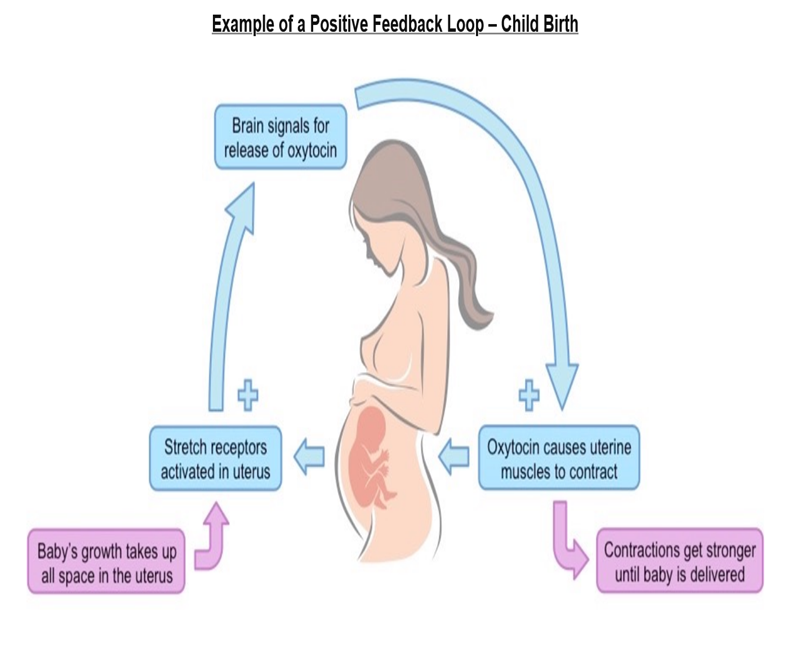 Example of a Positive Feedback Loop – Child Birth
Brain signals for
release of oxytocin
+
+
Stretch receptors
activated in uterus
Oxytocin causes uterine
muscles to contract
Baby's growth takes up
all space in the uterus
Contractions get stronger
until baby is delivered